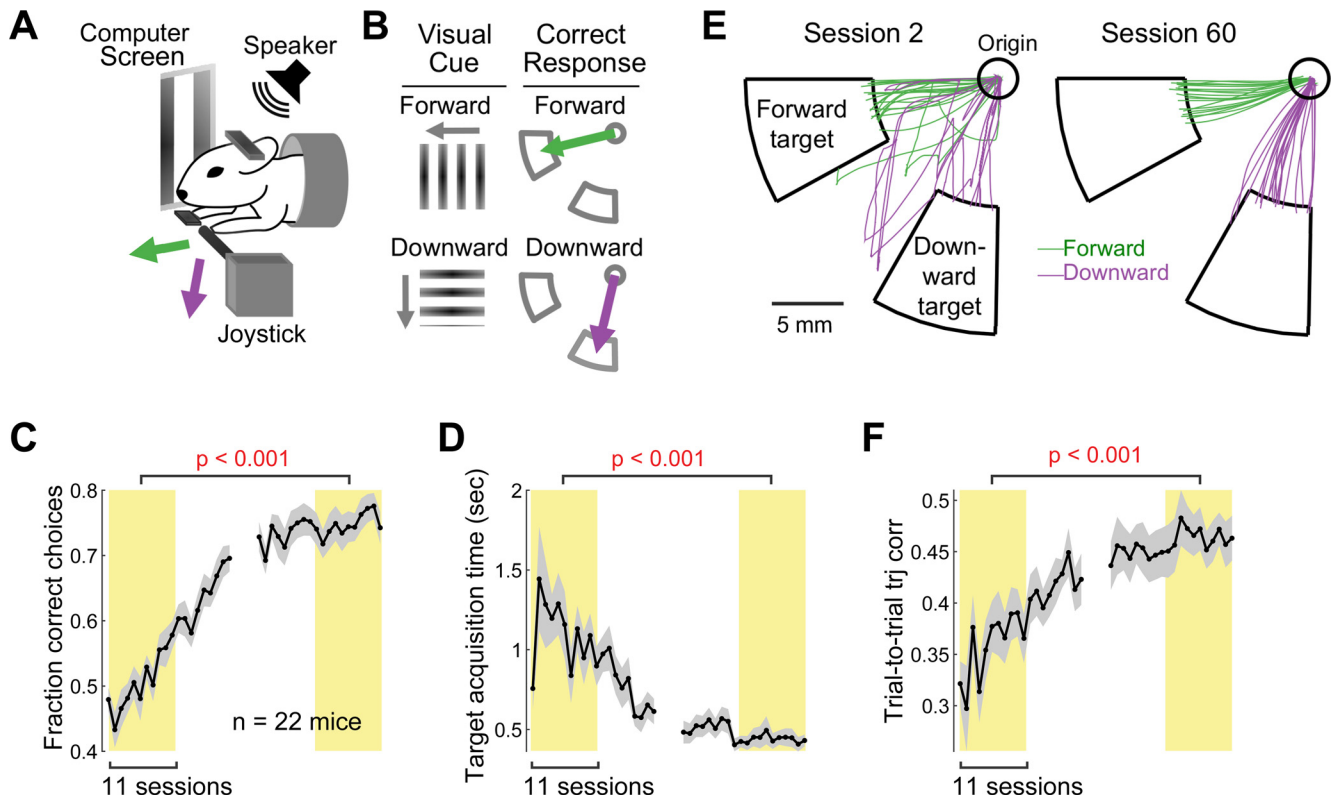 A
Computer
Screen
Speaker
Joystick
B
Visual
Cue
Correct
Response
Forward
Forward
Downward
Downward
E
Session 2
Origin
Session 60
Forward
target
Down-
ward
target
5 mm
Forward
Downward
C
p < 0.001
Fraction correct choices
0.8
0.7
0.6
0.5
0.4
n = 22 mice
11 sessions
D
p < 0.001
Target acquisition time (sec)
2
1.5
1
0.5
11 sessions
F
p < 0.001
Trial-to-trial trj corr
0.5
0.45
0.4
0.35
0.3
11 sessions